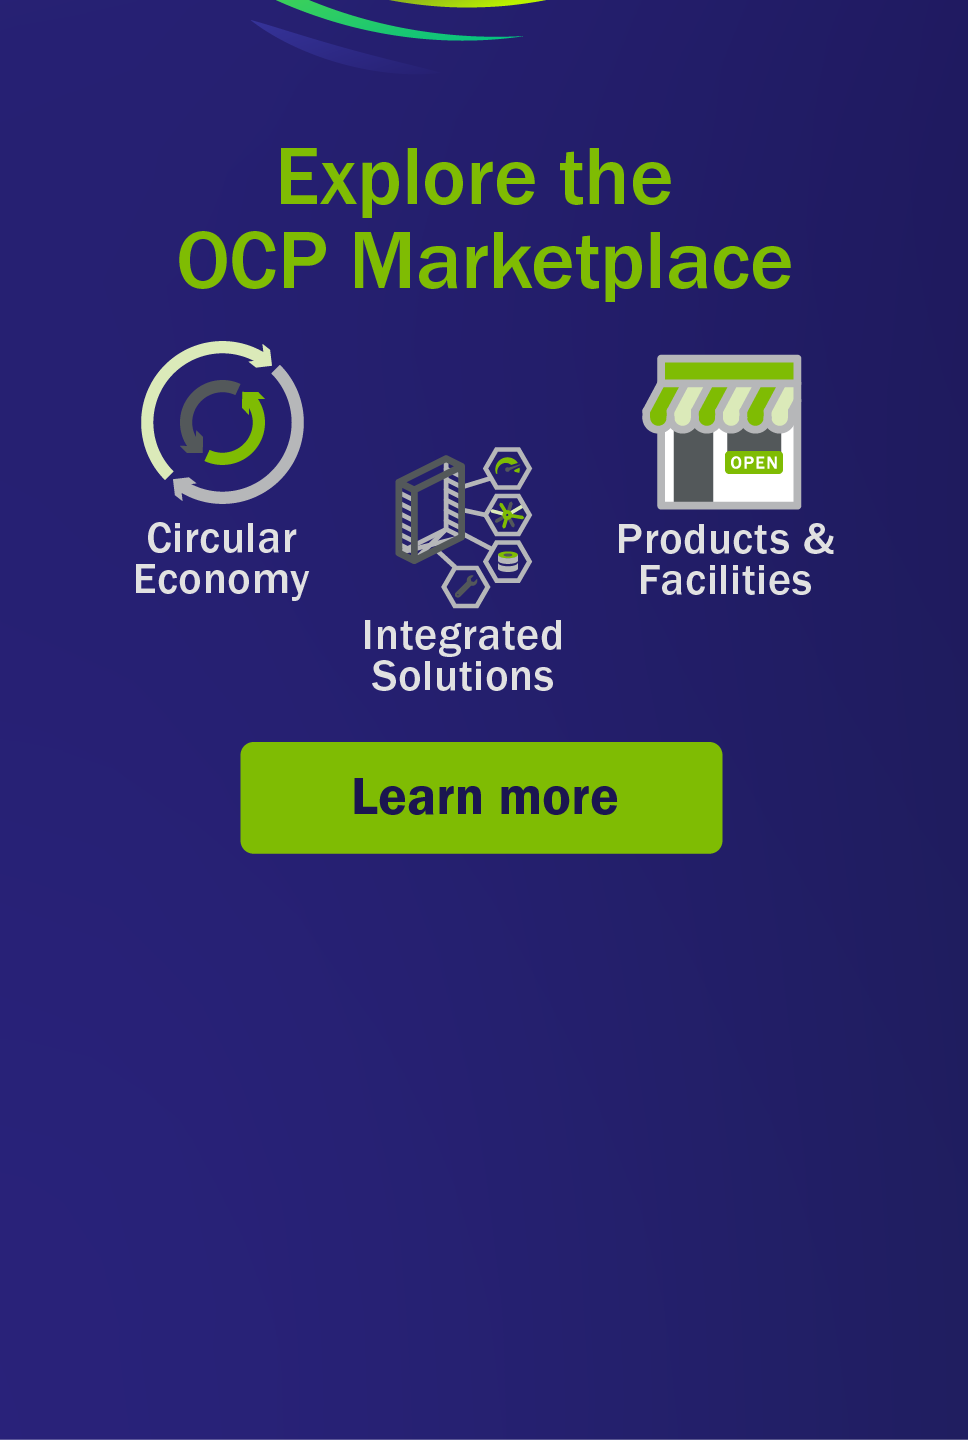 Explore the
OCP Marketplace
Circular
Economy
Integrated
Solutions
OPEN
Products &
Facilities
Learn more